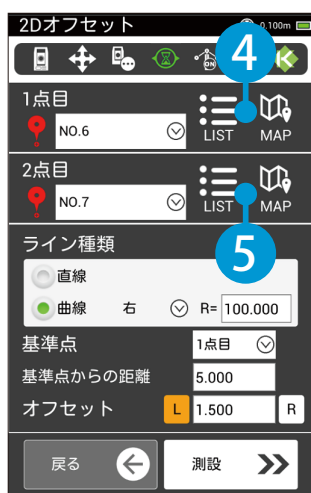 2Dオフセット 0.100m
ON
4
1点目
NO.6
LIST MAP
2点目
NO.7
LIST MAP
5
ライン種類
直線
曲線 右 R= 100.000
基準点 1点目
基準点からの距離 5.000
オフセット L 1.500 R
戻る 測設